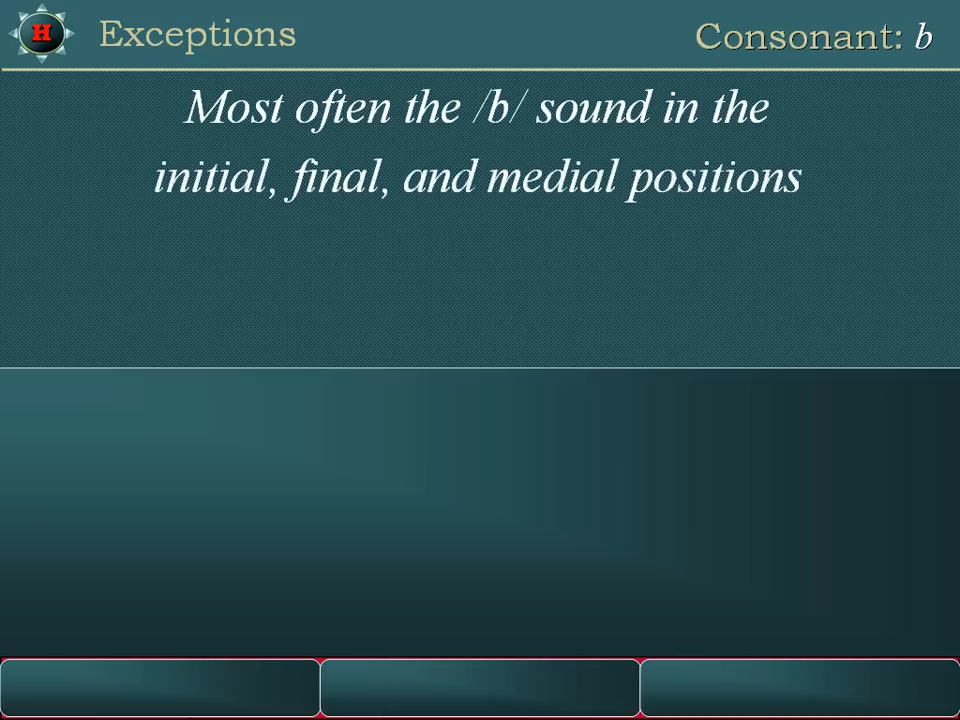 H
Exceptions
Consonant: b
Most often the /b/ sound in the
initial, final, and medial positions